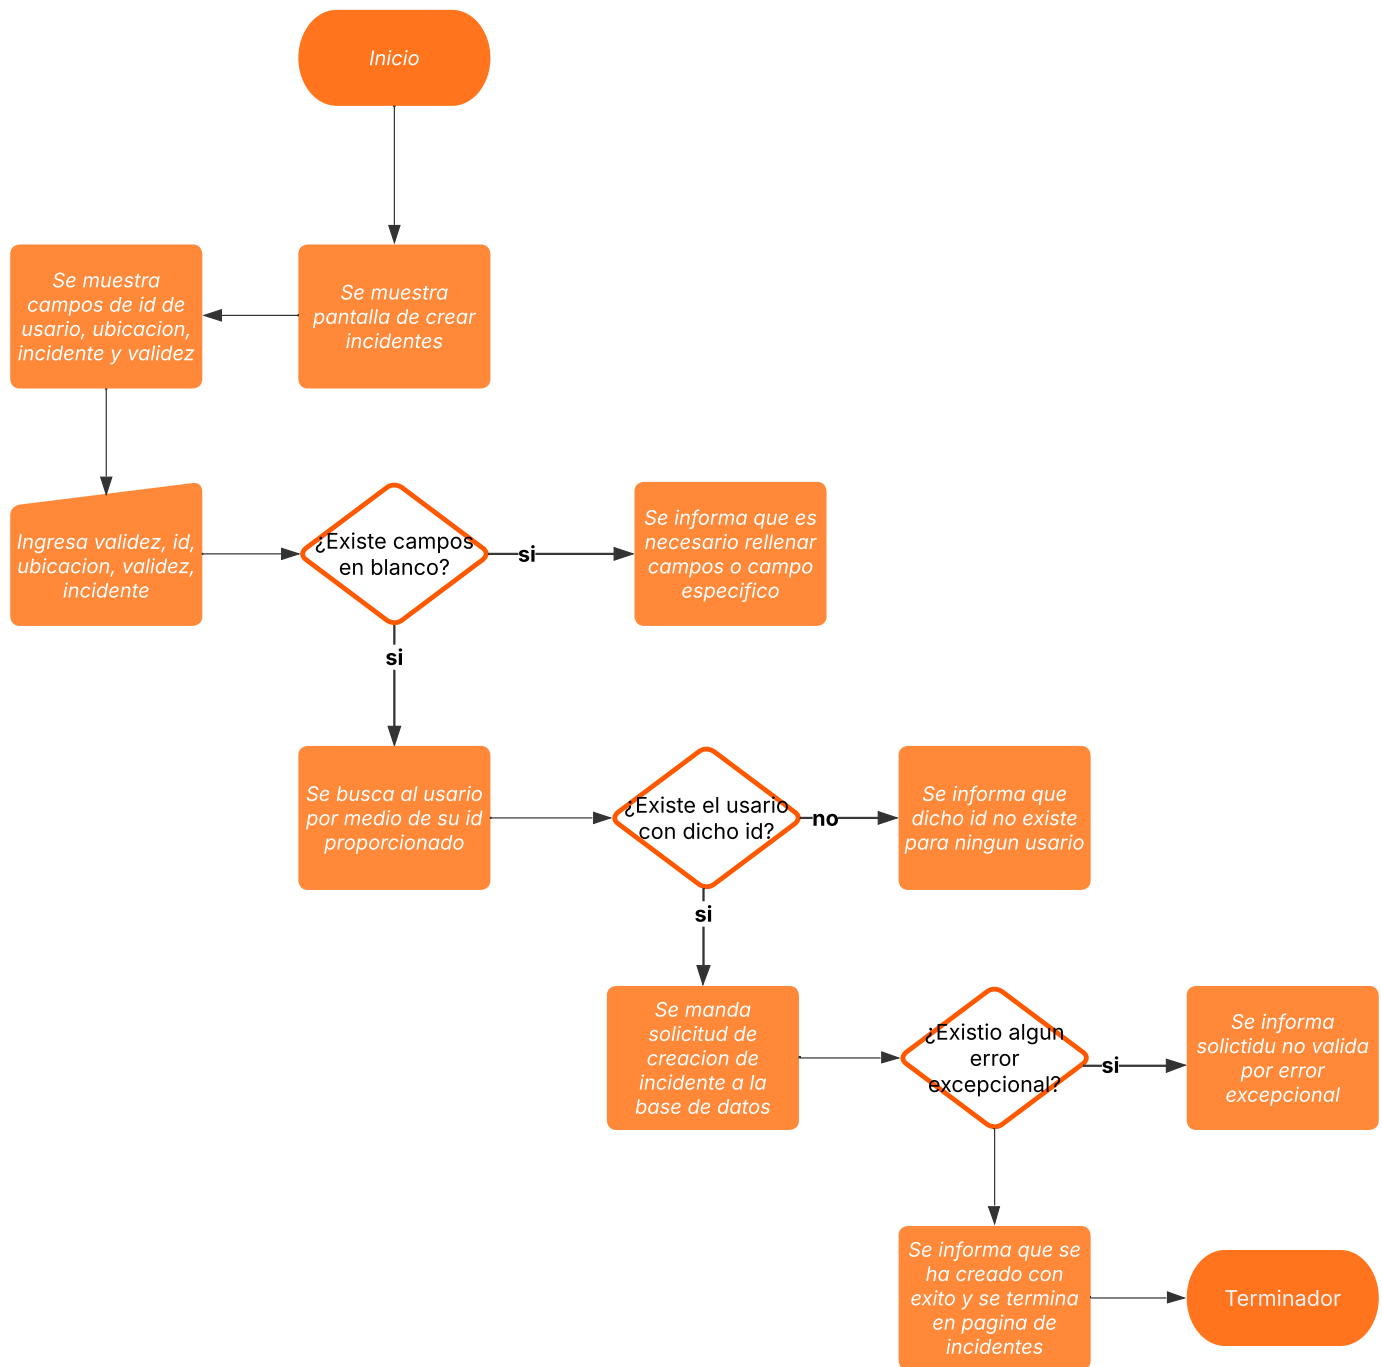 Inicio
Se muestra
pantalla de crear
incidentes
Se muestra
campos de id de
usario, ubicacion,
incidente y validez
Ingresa validez, id,
ubicacion, validez,
incidente
¿Existe campos
en blanco?
si
Se informa que es
necesario rellenar
campos o campo
especifico
si
Se busca al usario
por medio de su id
proporcionado
¿Existe el usario
con dicho id?
no
Se informa que
dicho id no existe
para ningun usario
si
Se manda
solicitud de
creacion de
incidente a la
base de datos
¿Existio algun
error
excepcional?
si
Se informa
solictidu no valida
por error
excepcional
Se informa que se
ha creado con
exito y se termina
en pagina de
incidentes
Terminador